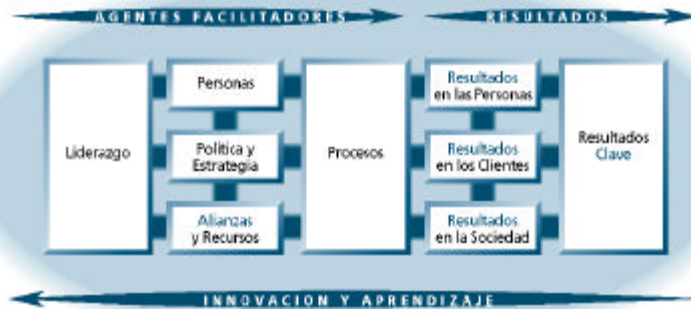 AGENTES FACILITADORES
RESULTADOS
Liderazgo
Personas
Política y
Estrategia
Alianzas
y Recursos
Procesos
Resultados
en las Personas
Resultados
en los Clientes
Resultados
en la Sociedad
Resultados
Clave
INNOVACION Y APRENDIZAJE